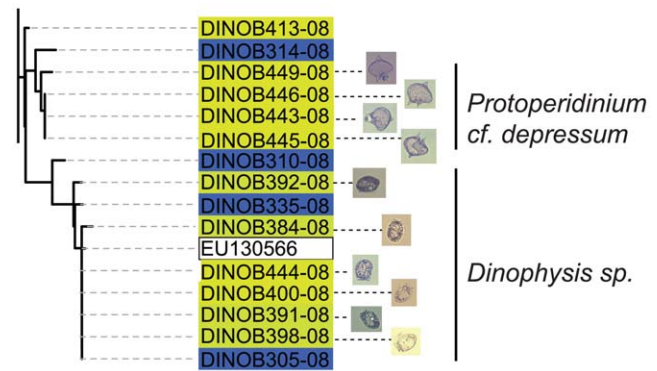 DINOB413-08
DINOB314-08
DINOB449-08
DINOB446-08
DINOB443-08
DINOB445-08
DINOB310-08
DINOB392-08
DINOB335-08
DINOB384-08
EU130566
DINOB444-08
DINOB400-08
DINOB391-08
DINOB398-08
DINOB305-08
Protoperidinium
cf. depressum
Dinophysis sp.